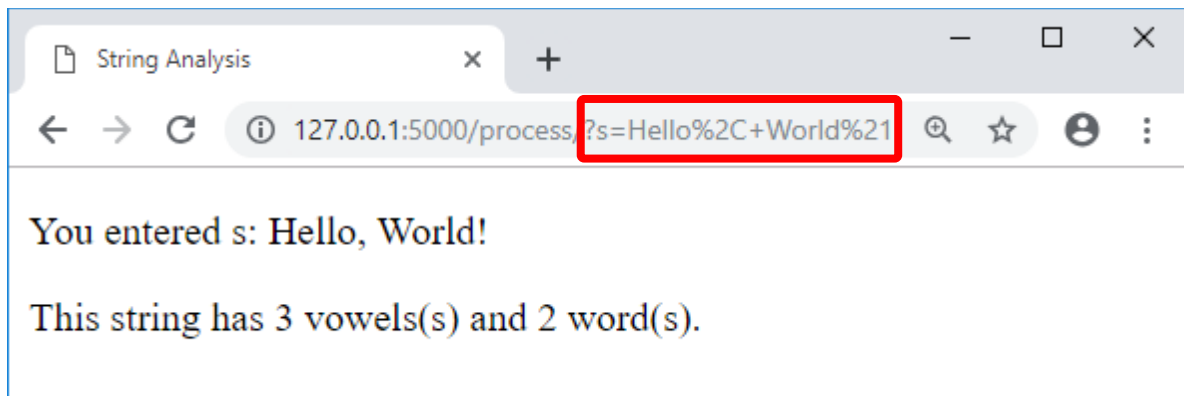 String Analysis
127.0.0.1:5000/process/?s=Hello%2C+World%21
You entered s: Hello, World!
This string has 3 vowels(s) and 2 word(s).